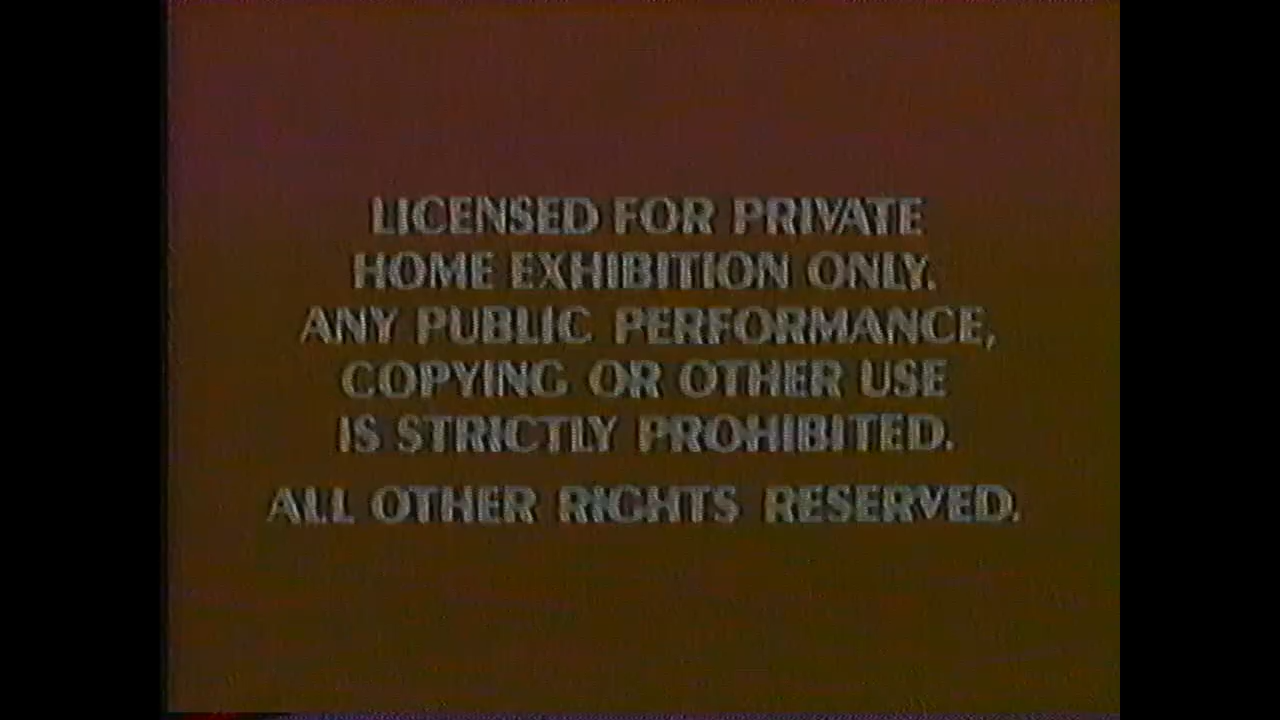 LICENSED FOR PRIVATE
HOME EXHIBITION ONLY.
ANY PUBLIC PERFORMANCE,
COPYING OR OTHER USE
IS STRICTLY PROHIBITED.
ALL OTHER RIGHTS RESERVED.